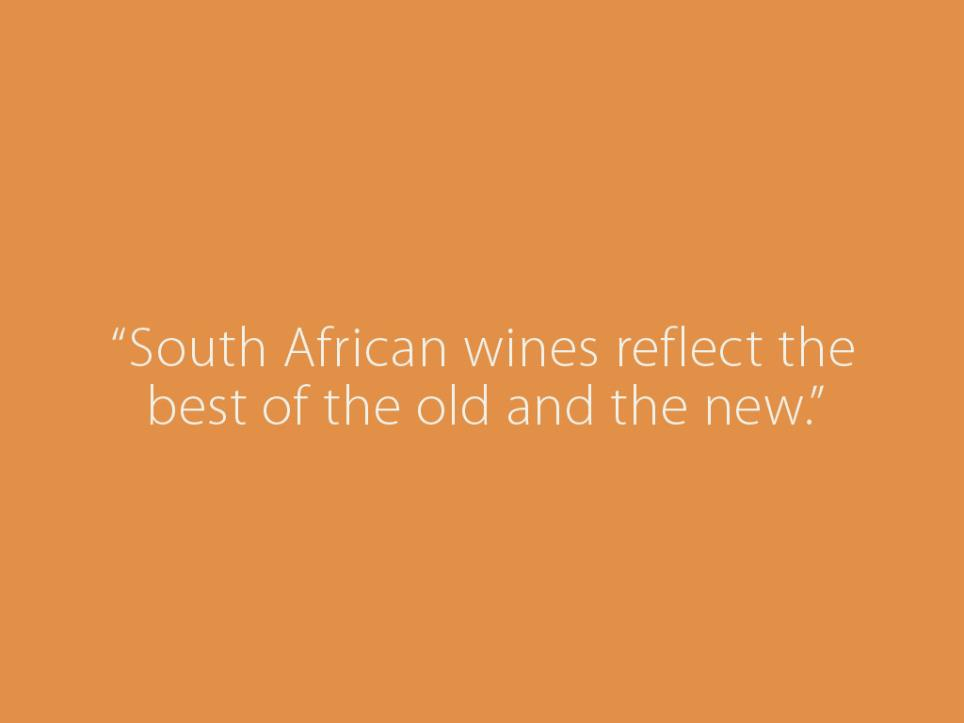 “South African wines reflect the
best of the old and the new.”